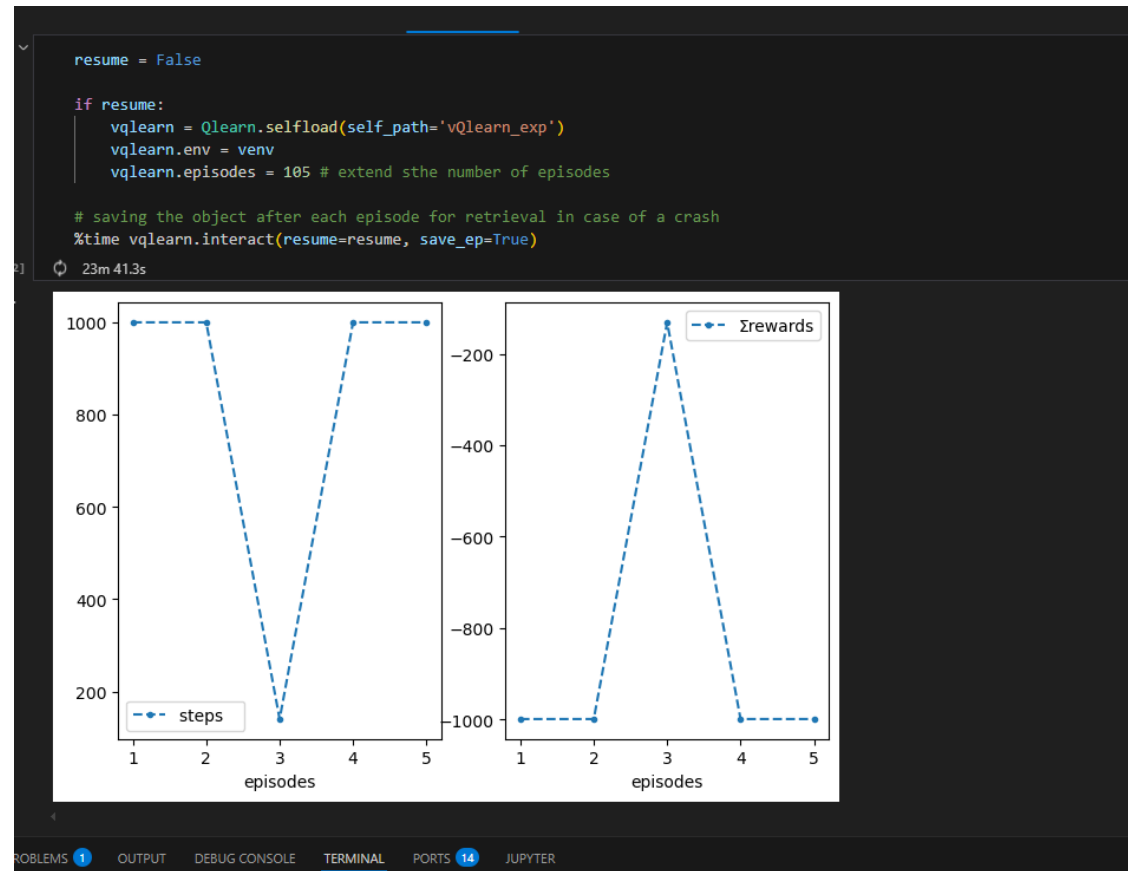 resume = False
if resume:
vqlearn = Qlearn.selfload(self_path='vQlearn_exp')
vqlearn.env = venv
vqlearn.episodes = 105 # extend sthe number of episodes
# saving the object after each episode for retrieval in case of a crash
%time vqlearn.interact(resume=resume, save_ep=True)
2] 23m 41.3s
1000
800
600
400
200
steps
1 2 3 4 5
episodes
Σrewards
−200
−400
−600
−800
−1000
1 2 3 4 5
episodes
ROBLEMS 1 OUTPUT DEBUG CONSOLE TERMINAL PORTS 14 JUPYTER